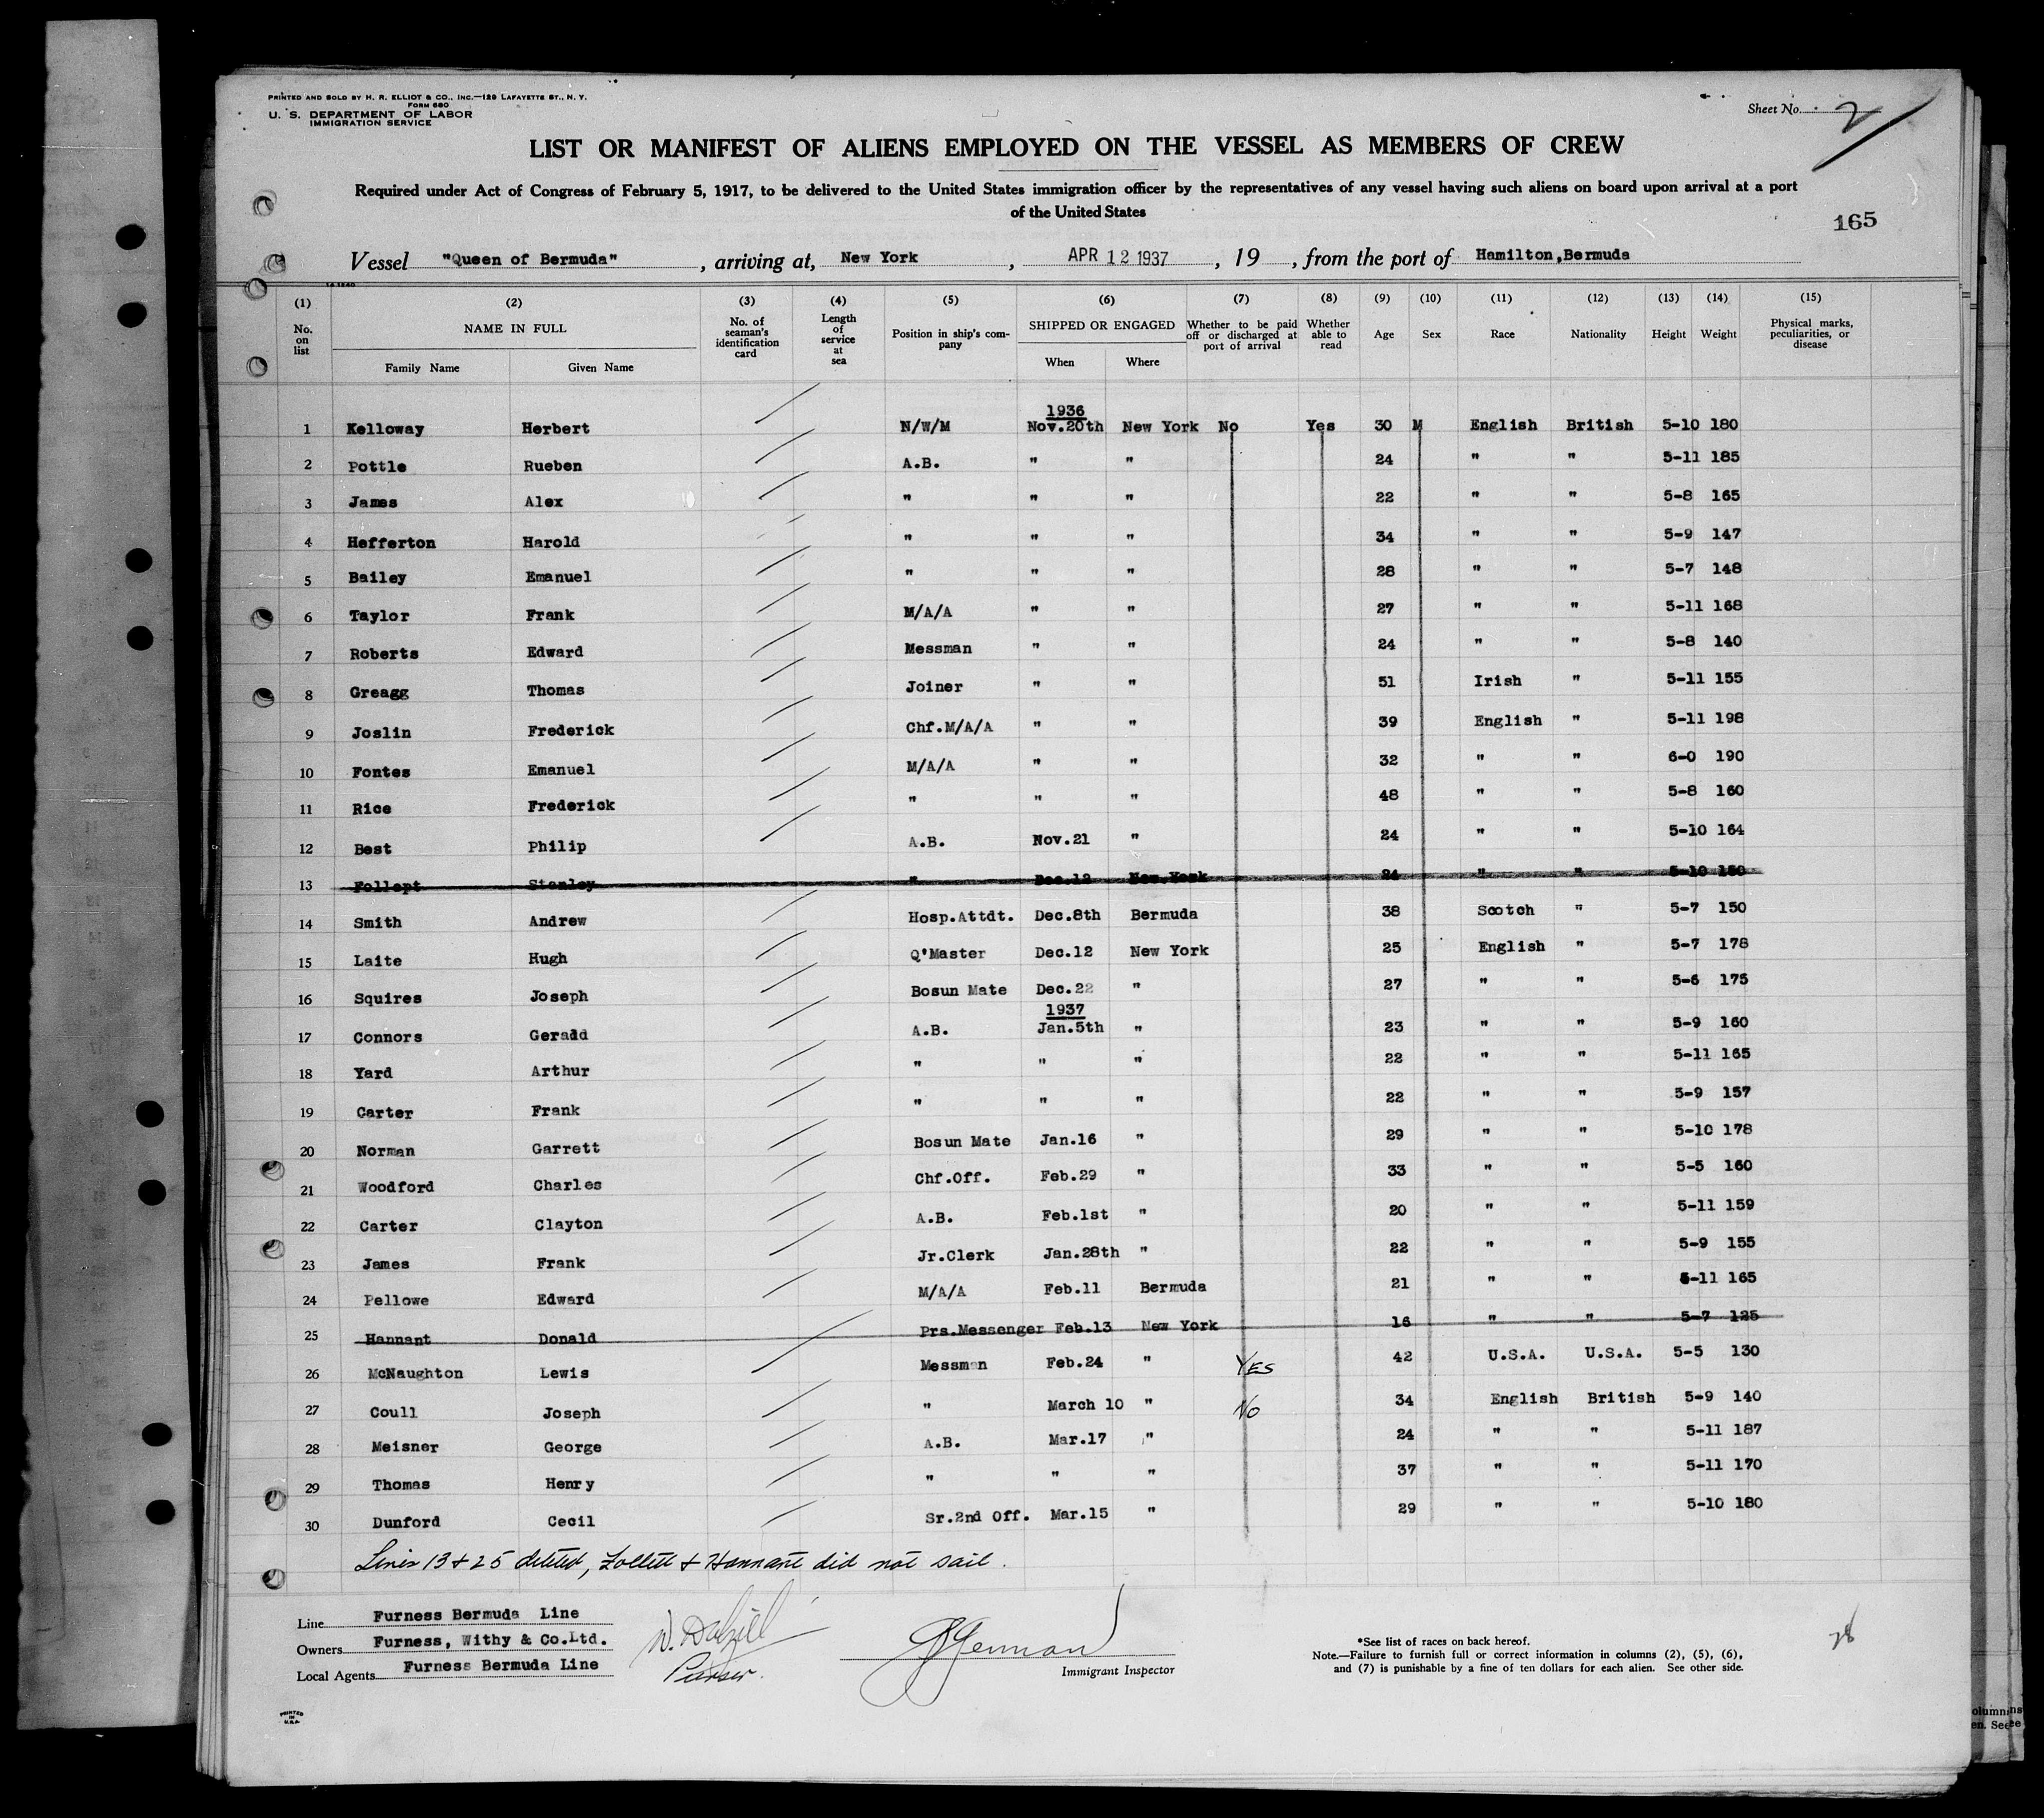 PRINTED AND SOLD BY H. R. ELLIOT & CO., INC.—129 LAFAYETTE ST., N. Y.
FORM 680
U. S. DEPARTMENT OF LABOR
IMMIGRATION SERVICE
Sheet No. 2
LIST OR MANIFEST OF ALIENS EMPLOYED ON THE VESSEL AS MEMBERS OF CREW
Required under Act of Congress of February 5, 1917, to be delivered to the United States immigration officer by the representatives of any vessel having such aliens on board upon arrival at a port
of the United States
165
Vessel "Queen of Bermuda", arriving at, New York, APR 12 1937, 19 , from the port of Hamilton,Bermuda
(1) No. on list (2) NAME IN FULL Family Name Given Name (3) No. of seaman's identification card (4) Length of service at sea (5) Position in ship's company (6) SHIPPED OR ENGAGED When Where (7) Whether to be paid off or discharged at port of arrival (8) Whether able to read (9) Age (10) Sex (11) Race (12) Nationality (13) Height (14) Weight (15) Physical marks, peculiarities, or disease
1936
1 Kelloway Herbert N/W/M Nov.20th New York No Yes 30 M English British 5-10 180
2 Pottle Rueben A.B. " " 24 " " 5-11 185
3 James Alex " " " 22 " " 5-8 165
4 Hefferton Harold " " " 34 " " 5-9 147
5 Bailey Emanuel " " " 28 " " 5-7 148
6 Taylor Frank M/A/A " " 27 " " 5-11 168
7 Roberts Edward Messman " " 24 " " 5-8 140
8 Greagg Thomas Joiner " " 51 Irish " 5-11 155
9 Joslin Frederick Chf.M/A/A " " 39 English " 5-11 198
10 Fontes Emanuel M/A/A " " 32 " " 6-0 190
11 Rice Frederick " " " 48 " " 5-8 160
12 Best Philip A.B. Nov.21 " 24 " " 5-10 164
13 Follept Stanley " Dec.12 New York 24 " " 5-10 150
14 Smith Andrew Hosp.Attdt. Dec.8th Bermuda 38 Scotch " 5-7 150
15 Laite Hugh Q'Master Dec.12 New York 25 English " 5-7 178
16 Squires Joseph Bosun Mate Dec.22 " 27 " " 5-6 175
1937
17 Connors Geradd A.B. Jan.5th " 23 " " 5-9 160
18 Yard Arthur " " " 22 " " 5-11 165
19 Carter Frank " " " 22 " " 5-9 157
20 Norman Garrett Bosun Mate Jan.16 " 29 " " 5-10 178
21 Woodford Charles Chf.Off. Feb.29 " 33 " " 5-5 160
22 Carter Clayton A.B. Feb.1st " 20 " " 5-11 159
23 James Frank Jr.Clerk Jan.28th " 22 " " 5-9 155
24 Pellowe Edward M/A/A Feb.11 Bermuda 21 " " 5-11 165
25 Hannant Donald Prs.Messenger Feb.13 New York 16 " " 5-7 125
26 McNaughton Lewis Messman Feb.24 " YES 42 U.S.A. U.S.A. 5-5 130
27 Coull Joseph " March 10 " No 34 English British 5-9 140
28 Meisner George A.B. Mar.17 " 24 " " 5-11 187
29 Thomas Henry " " " 37 " " 5-11 170
30 Dunford Cecil Sr.2nd Off. Mar.15 " 29 " " 5-10 180
Lines 13 & 25 deleted, Follett & Hannant did not sail.
Line Furness Bermuda Line
Owners Furness, Withy & Co.Ltd.
Local Agents Furness Bermuda Line
W. Dalziell
Purser.
Immigrant Inspector
*See list of races on back hereof.
Note.—Failure to furnish full or correct information in columns (2), (5), (6),
and (7) is punishable by a fine of ten dollars for each alien. See other side.
28
PRINTED
IN
U.S.A.